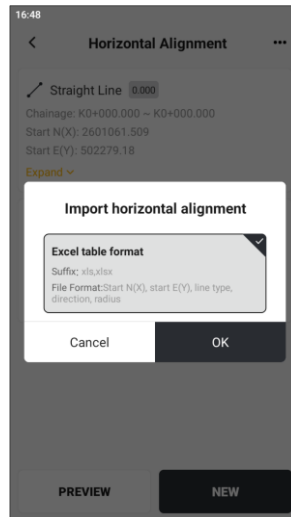 16:48
Horizontal Alignment
Straight Line 0.000
Chainage: K0+000.000 ~ K0+000.000
Start N(X): 2601061.509
Start E(Y): 502279.18
Expand
Import horizontal alignment
Excel table format
Suffix: xls,xlsx
File Format:Start N(X), start E(Y), line type,
direction, radius
Cancel OK
PREVIEW NEW